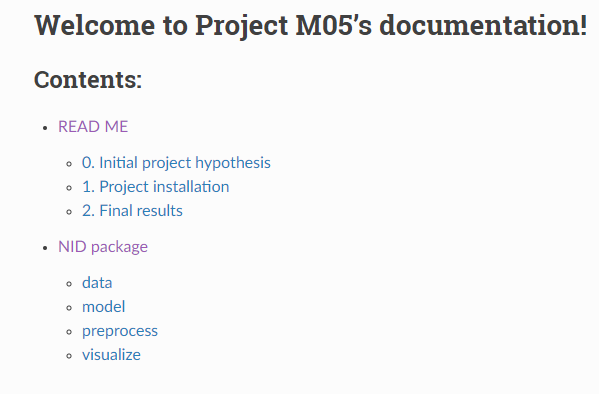 Welcome to Project M05’s documentation!
Contents:
READ ME
0. Initial project hypothesis
1. Project installation
2. Final results
NID package
data
model
preprocess
visualize